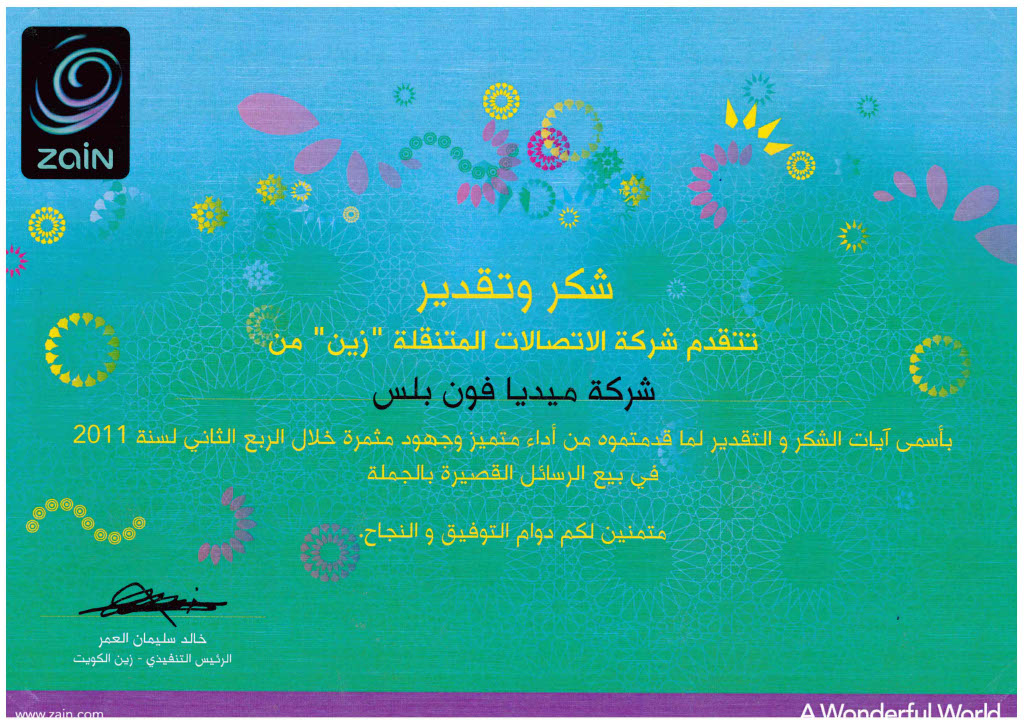 zain
شكر وتقدير
تتقدم شركة الاتصالات المتنقلة "زين" من
شركة ميديا فون بلس
بأسمى آيات الشكر و التقدير لما قدمتموه من أداء متميز وجهود مثمرة خلال الربع الثاني لسنة 2011
في بيع الرسائل القصيرة بالجملة
متمنين لكم دوام التوفيق و النجاح.
خالد سليمان العمر
الرئيس التنفيذي - زين الكويت
www.zain.com
A Wonderful World